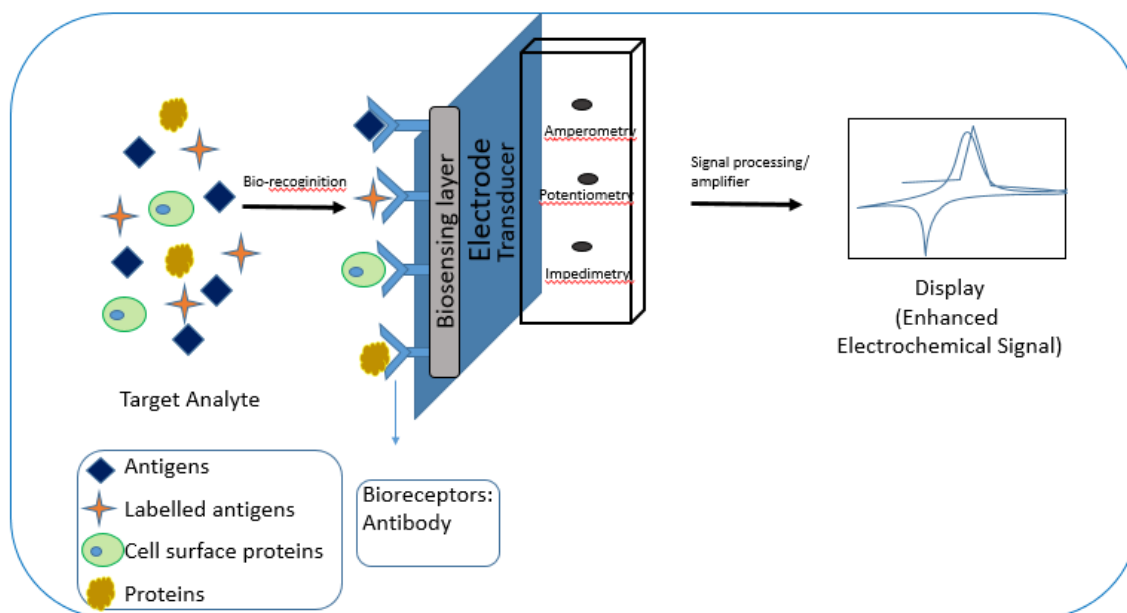 Bio-recoginition
Target Analyte
Biosensing layer
Electrode
Transducer
Amperometry
Potentiometry
Impedimetry
Signal processing/
amplifier
Display
(Enhanced
Electrochemical Signal)
Antigens
Labelled antigens
Cell surface proteins
Proteins
Bioreceptors:
Antibody